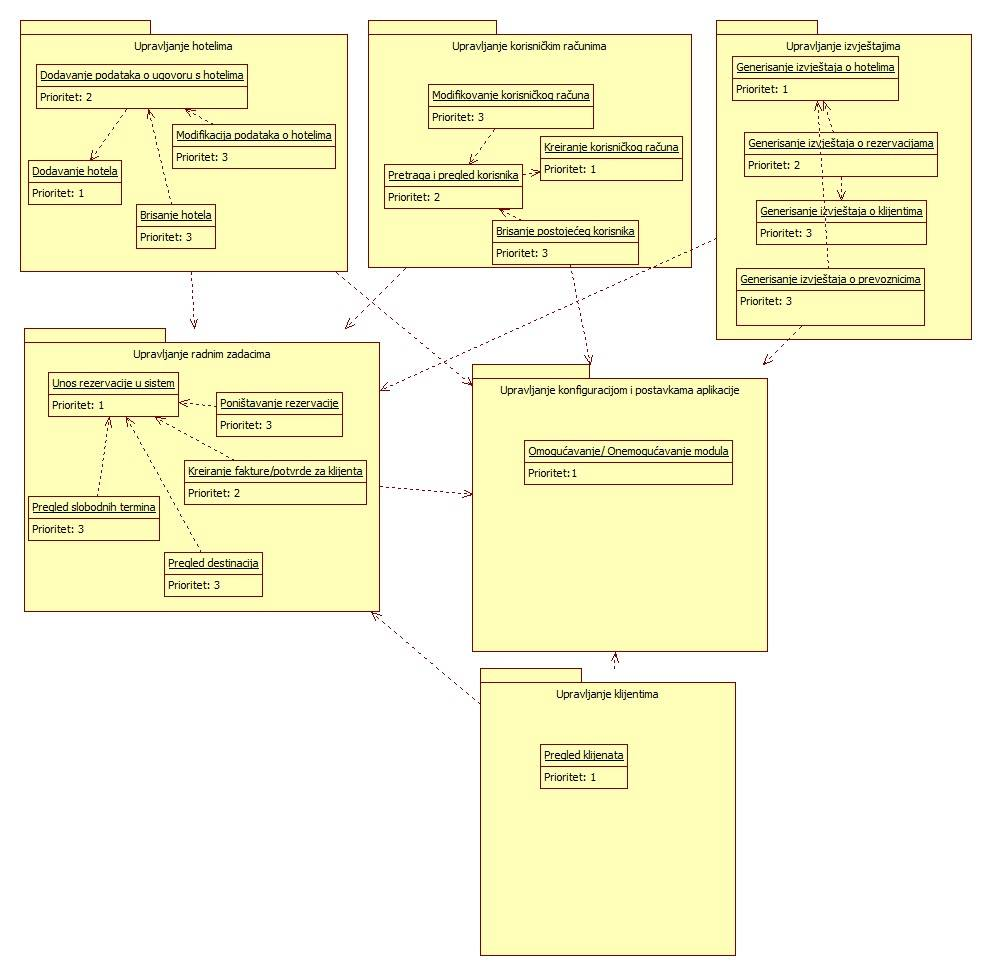 Upravljanje hotelima
Dodavanje podataka o ugovoru s hotelima
Prioritet: 2
Modifikacija podataka o hotelima
Prioritet: 3
Dodavanje hotela
Prioritet: 1
Brisanje hotela
Prioritet: 3
Upravljanje korisničkim računima
Modifikovanje korisničkog računa
Prioritet: 3
Kreiranje korisničkog računa
Prioritet: 1
Pretraga i pregled korisnika
Prioritet: 2
Brisanje postojećeg korisnika
Prioritet: 3
Upravljanje izvještajima
Generisanje izvještaja o hotelima
Prioritet: 1
Generisanje izvještaja o rezervacijama
Prioritet: 2
Generisanje izvještaja o klijentima
Prioritet: 3
Generisanje izvještaja o prevoznicima
Prioritet: 3
Upravljanje radnim zadacima
Unos rezervacije u sistem
Prioritet: 1
Poništavanje rezervacije
Prioritet: 3
Kreiranje fakture/potvrde za klijenta
Prioritet: 2
Pregled slobodnih termina
Prioritet: 3
Pregled destinacija
Prioritet: 3
Upravljanje konfiguracijom i postavkama aplikacije
Omogućavanje/ Onemogućavanje modula
Prioritet:1
Upravljanje klijentima
Pregled klijenata
Prioritet: 1